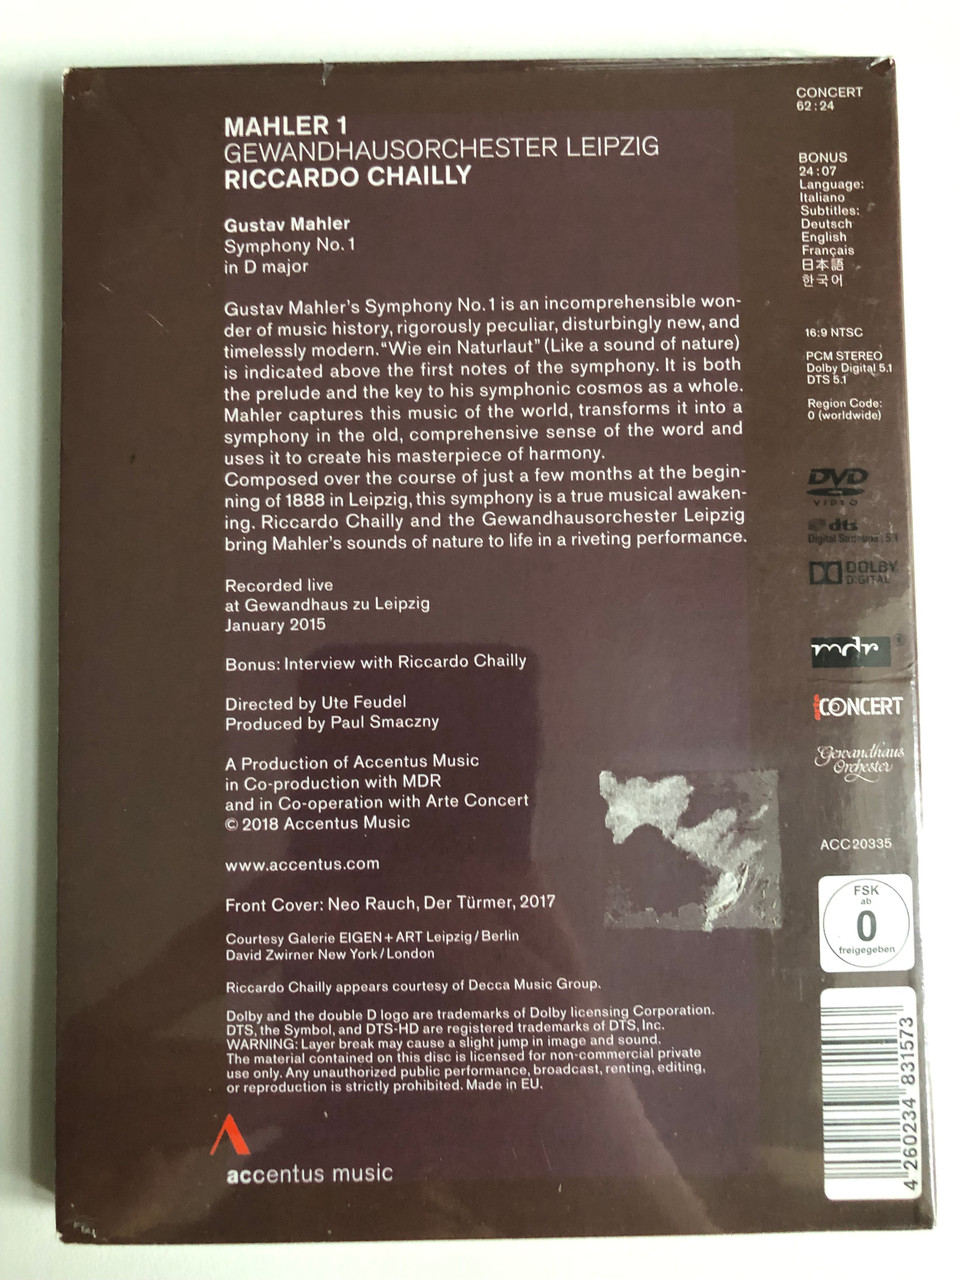 MAHLER 1
GEWANDHAUSORCHESTER LEIPZIG
RICCARDO CHAILLY
Gustav Mahler
Symphony No. 1
in D major
Gustav Mahler's Symphony No. 1 is an incomprehensible won-
der of music history, rigorously peculiar, disturbingly new, and
timelessly modern. “Wie ein Naturlaut” (Like a sound of nature)
is indicated above the first notes of the symphony. It is both
the prelude and the key to his symphonic cosmos as a whole.
Mahler captures this music of the world, transforms it into a
symphony in the old, comprehensive sense of the word and
uses it to create his masterpiece of harmony.
Composed over the course of just a few months at the begin-
ning of 1888 in Leipzig, this symphony is a true musical awaken-
ing. Riccardo Chailly and the Gewandhausorchester Leipzig
bring Mahler's sounds of nature to life in a riveting performance.
Recorded live
at Gewandhaus zu Leipzig
January 2015
Bonus: Interview with Riccardo Chailly
Directed by Ute Feudel
Produced by Paul Smaczny
A Production of Accentus Music
in Co-production with MDR
and in Co-operation with Arte Concert
© 2018 Accentus Music
www.accentus.com
Front Cover: Neo Rauch, Der Türmer, 2017
Courtesy Galerie EIGEN + ART Leipzig / Berlin
David Zwirner New York / London
Riccardo Chailly appears courtesy of Decca Music Group.
Dolby and the double D logo are trademarks of Dolby licensing Corporation.
DTS, the Symbol, and DTS-HD are registered trademarks of DTS, Inc.
WARNING: Layer break may cause a slight jump in image and sound.
The material contained on this disc is licensed for non-commercial private
use only. Any unauthorized public performance, broadcast, renting, editing,
or reproduction is strictly prohibited. Made in EU.
accentus music
CONCERT
62:24
BONUS
24:07
Language:
Italiano
Subtitles:
Deutsch
English
Français
日本語
한국어
16:9 NTSC
PCM STEREO
Dolby Digital 5.1
DTS 5.1
Region Code:
0 (worldwide)
DVD
VIDEO
dts
Digital Surround 5.1
DOLBY
DIGITAL
mdr
arte CONCERT
Gewandhaus
Orchester
ACC20335
FSK
ab
0
freigegeben
4 260234 831573